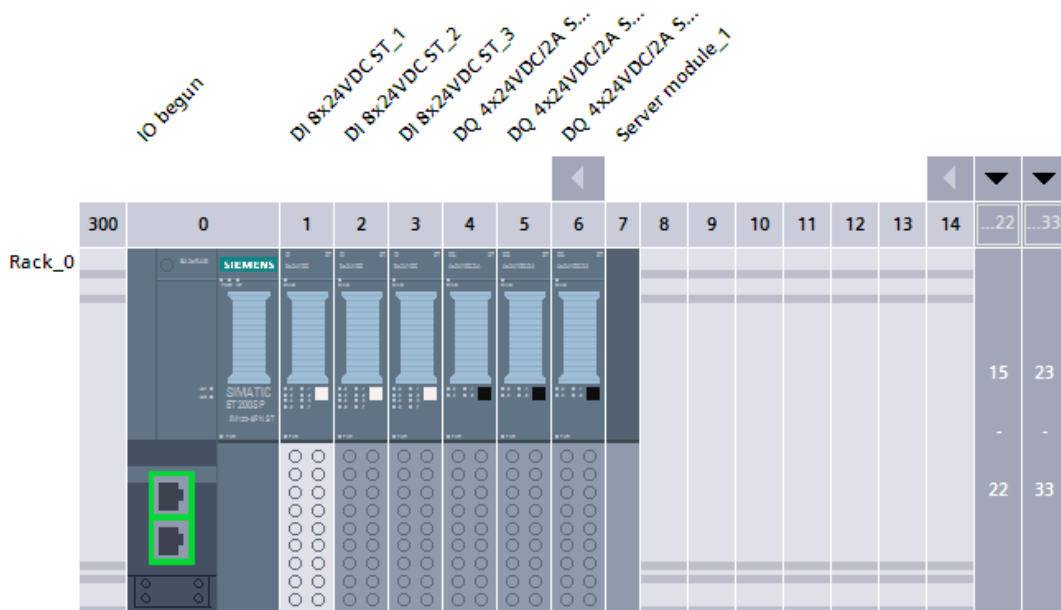 IO begun
DI 8x24VDC ST_1
DI 8x24VDC ST_2
DI 8x24VDC ST_3
DQ 4x24VDC/2A S...
DQ 4x24VDC/2A S...
DQ 4x24VDC/2A S...
Server module_1
300 0 1 2 3 4 5 6 7 8 9 10 11 12 13 14 ...22 ...33
Rack_0
SIEMENS
SIMATIC
ET 200SP
15 23
- -
22 33